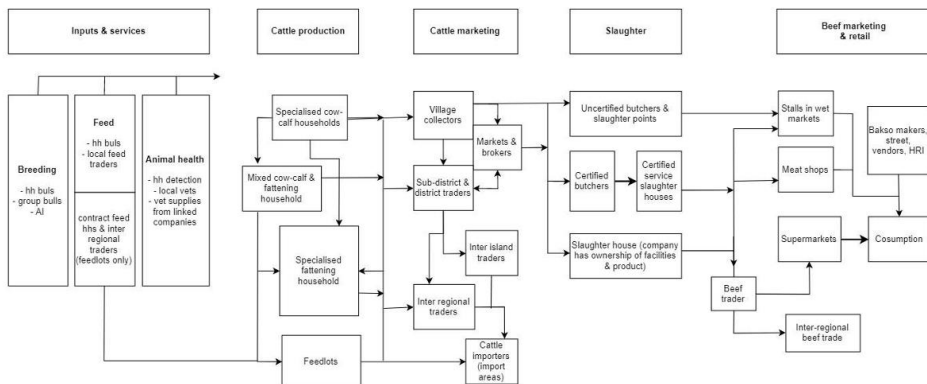 Inputs & services
Cattle production
Cattle marketing
Slaughter
Beef marketing
& retail
Breeding
- hh buls
- group bulls
- AI
Feed
- hh buls
- local feed
traders
contract feed
hhs & inter
regional
traders
(feedlots only)
Animal health
- hh detection
- local vets
- vet supplies
from linked
companies
Specialised cow-
calf households
Mixed cow-calf &
fattening
household
Specialised
fattening
household
Feedlots
Village
collectors
Markets &
brokers
Sub-district &
district traders
Inter island
traders
Inter regional
traders
Cattle
importers
(import
areas)
Uncertified butchers &
slaughter points
Certified
butchers
Certified
service
slaughter
houses
Slaughter house (company
has ownership of facilities
& product)
Stalls in wet
markets
Meat shops
Supermarkets
Beef
trader
Inter-regional
beef trade
Bakso makers,
street,
vendors, HRI
Cosumption